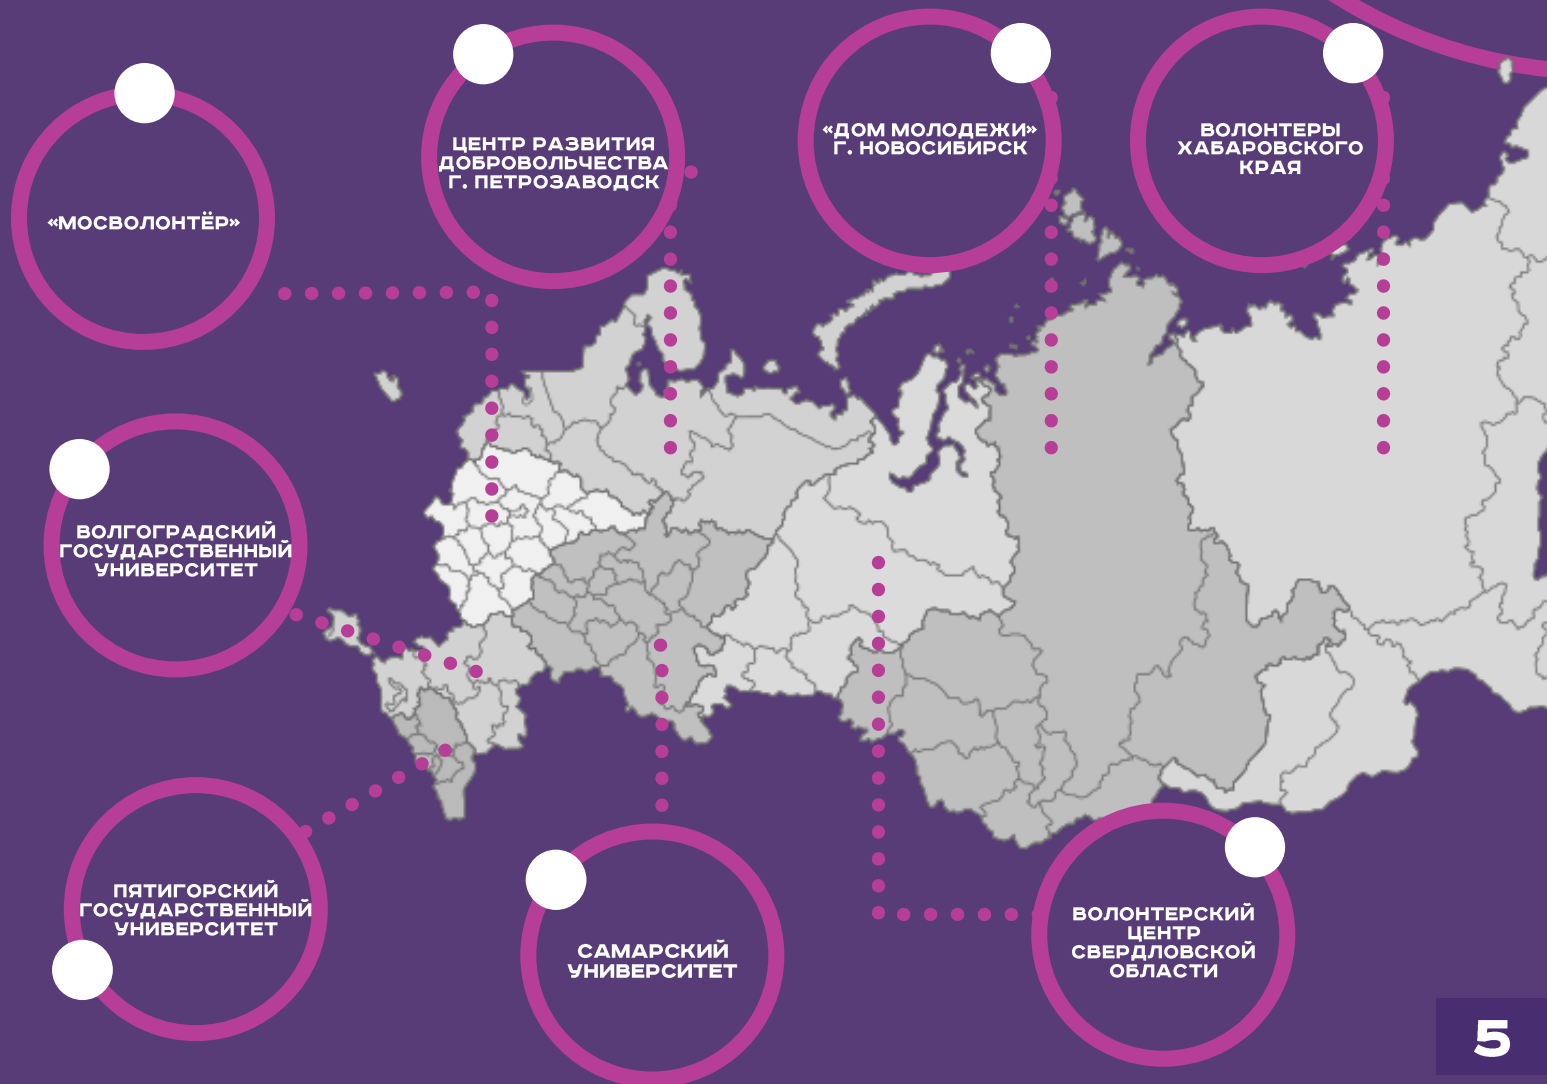 «МОСВОЛОНТЁР»
ЦЕНТР РАЗВИТИЯ
ДОБРОВОЛЬЧЕСТВА
Г. ПЕТРОЗАВОДСК
«ДОМ МОЛОДЕЖИ»
Г. НОВОСИБИРСК
ВОЛОНТЕРЫ
ХАБАРОВСКОГО
КРАЯ
ВОЛГОГРАДСКИЙ
ГОСУДАРСТВЕННЫЙ
УНИВЕРСИТЕТ
ПЯТИГОРСКИЙ
ГОСУДАРСТВЕННЫЙ
УНИВЕРСИТЕТ
САМАРСКИЙ
УНИВЕРСИТЕТ
ВОЛОНТЕРСКИЙ
ЦЕНТР
СВЕРДЛОВСКОЙ
ОБЛАСТИ
5